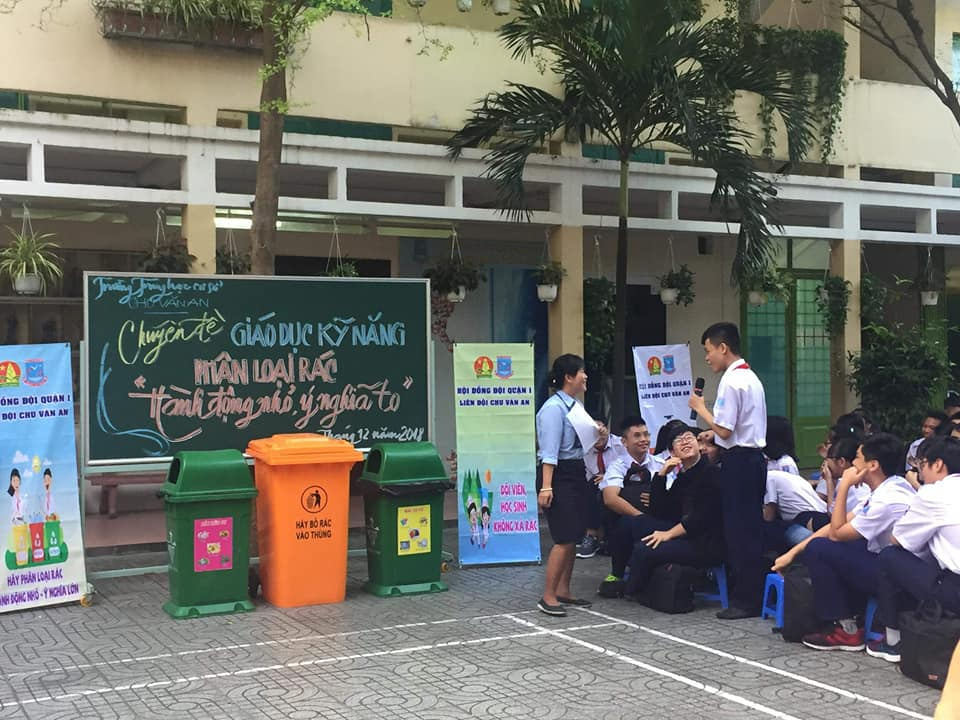 Trường Trung học cơ sở
CHU VĂN AN
Chuyên đề
GIÁO DỤC KỸ NĂNG
PHÂN LOẠI RÁC
"Hành động nhỏ, ý nghĩa to"
Tháng 12 năm 2018
HÃY PHÂN LOẠI RÁC
HÀNH ĐỘNG NHỎ - Ý NGHĨA LỚN
ĐỒNG ĐỘI QUẬN 1
ĐỘI CHU VĂN AN
HÃY BỎ RÁC
VÀO THÙNG
HỘI ĐỒNG ĐỘI QUẬN 1
LIÊN ĐỘI CHU VĂN AN
ĐỘI VIÊN
HỌC SINH
KHÔNG XẢ RÁC
HỘI ĐỒNG ĐỘI QUẬN 1
LIÊN ĐỘI CHU VĂN AN